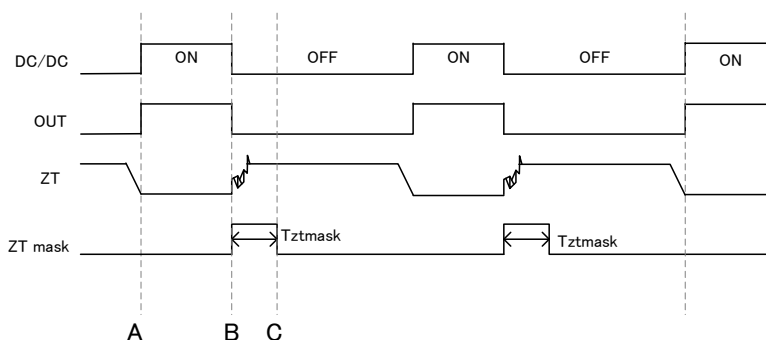 DC/DC ON OFF ON OFF ON
OUT
ZT
ZT mask Tztmask Tztmask
A B C